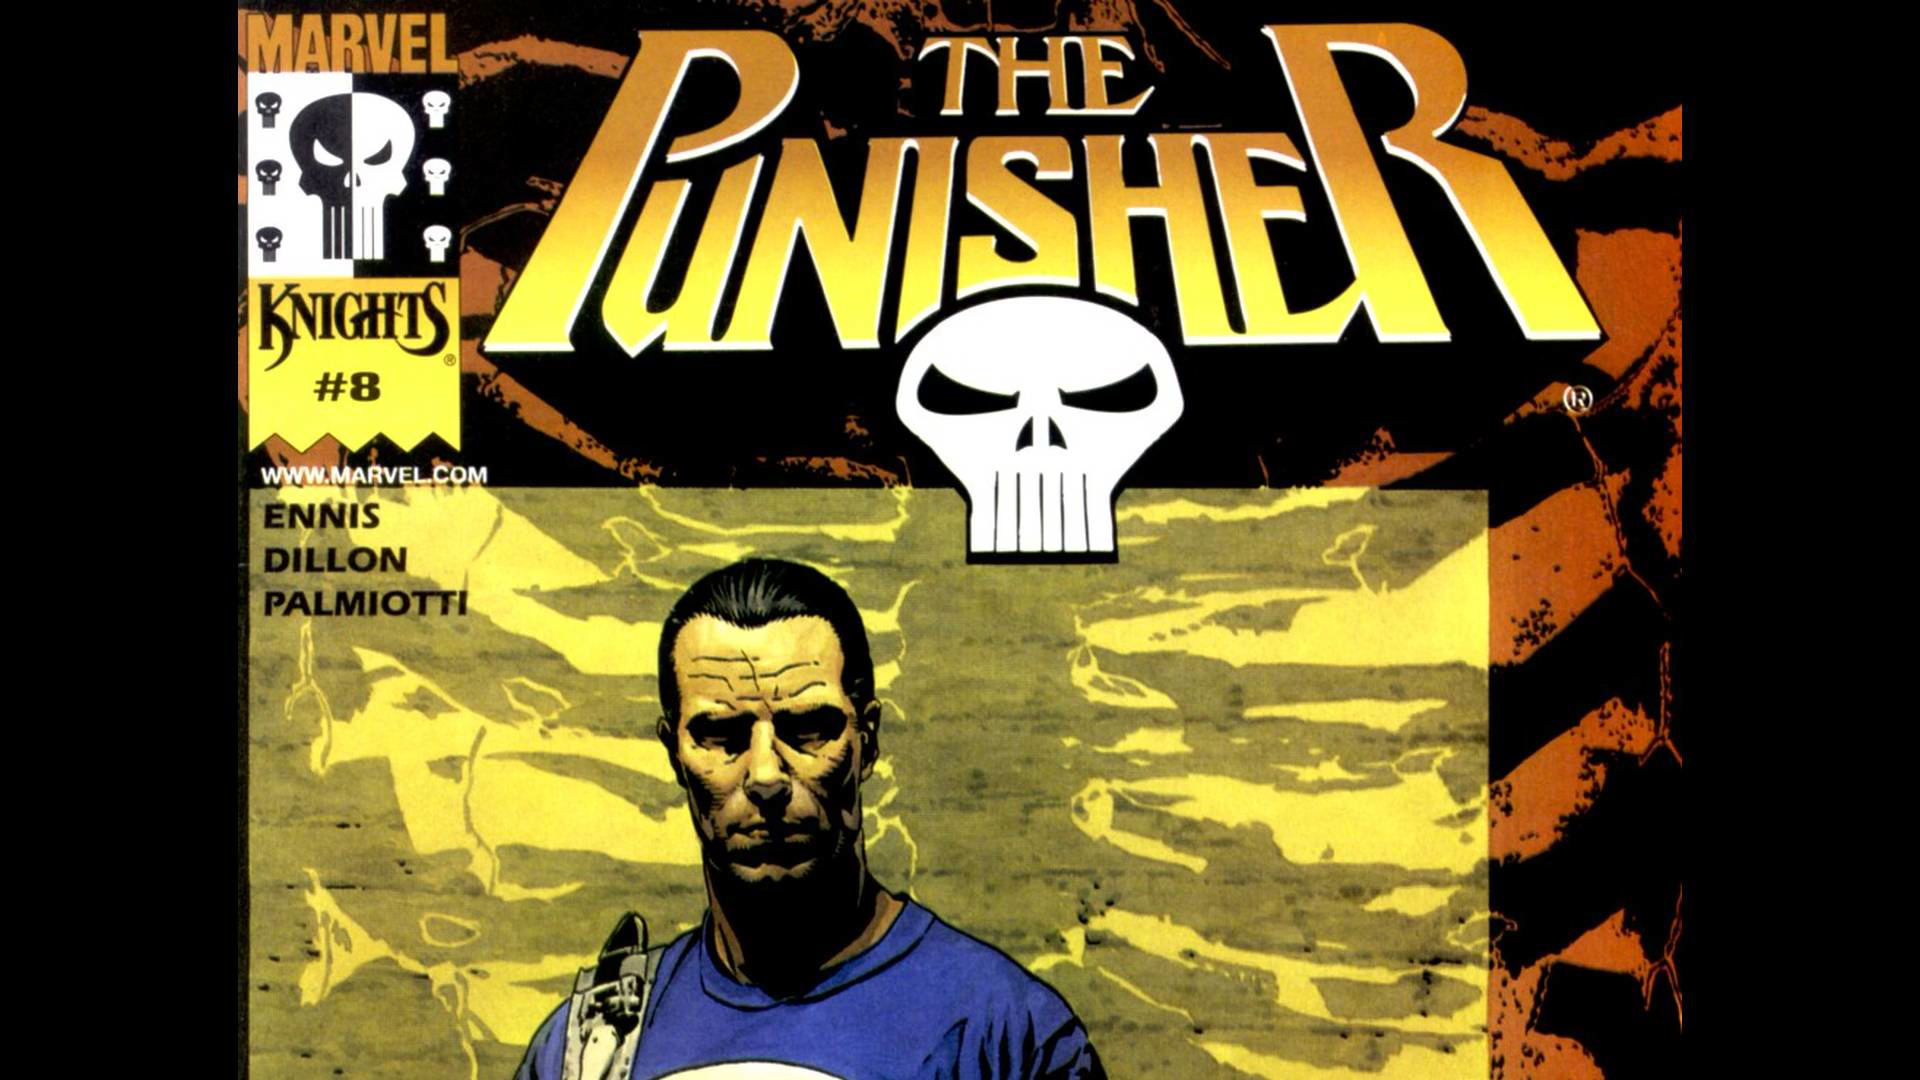 MARVEL
KNIGHTS®
#8
WWW.MARVEL.COM
THE
PUNISHER
®
ENNIS
DILLON
PALMIOTTI